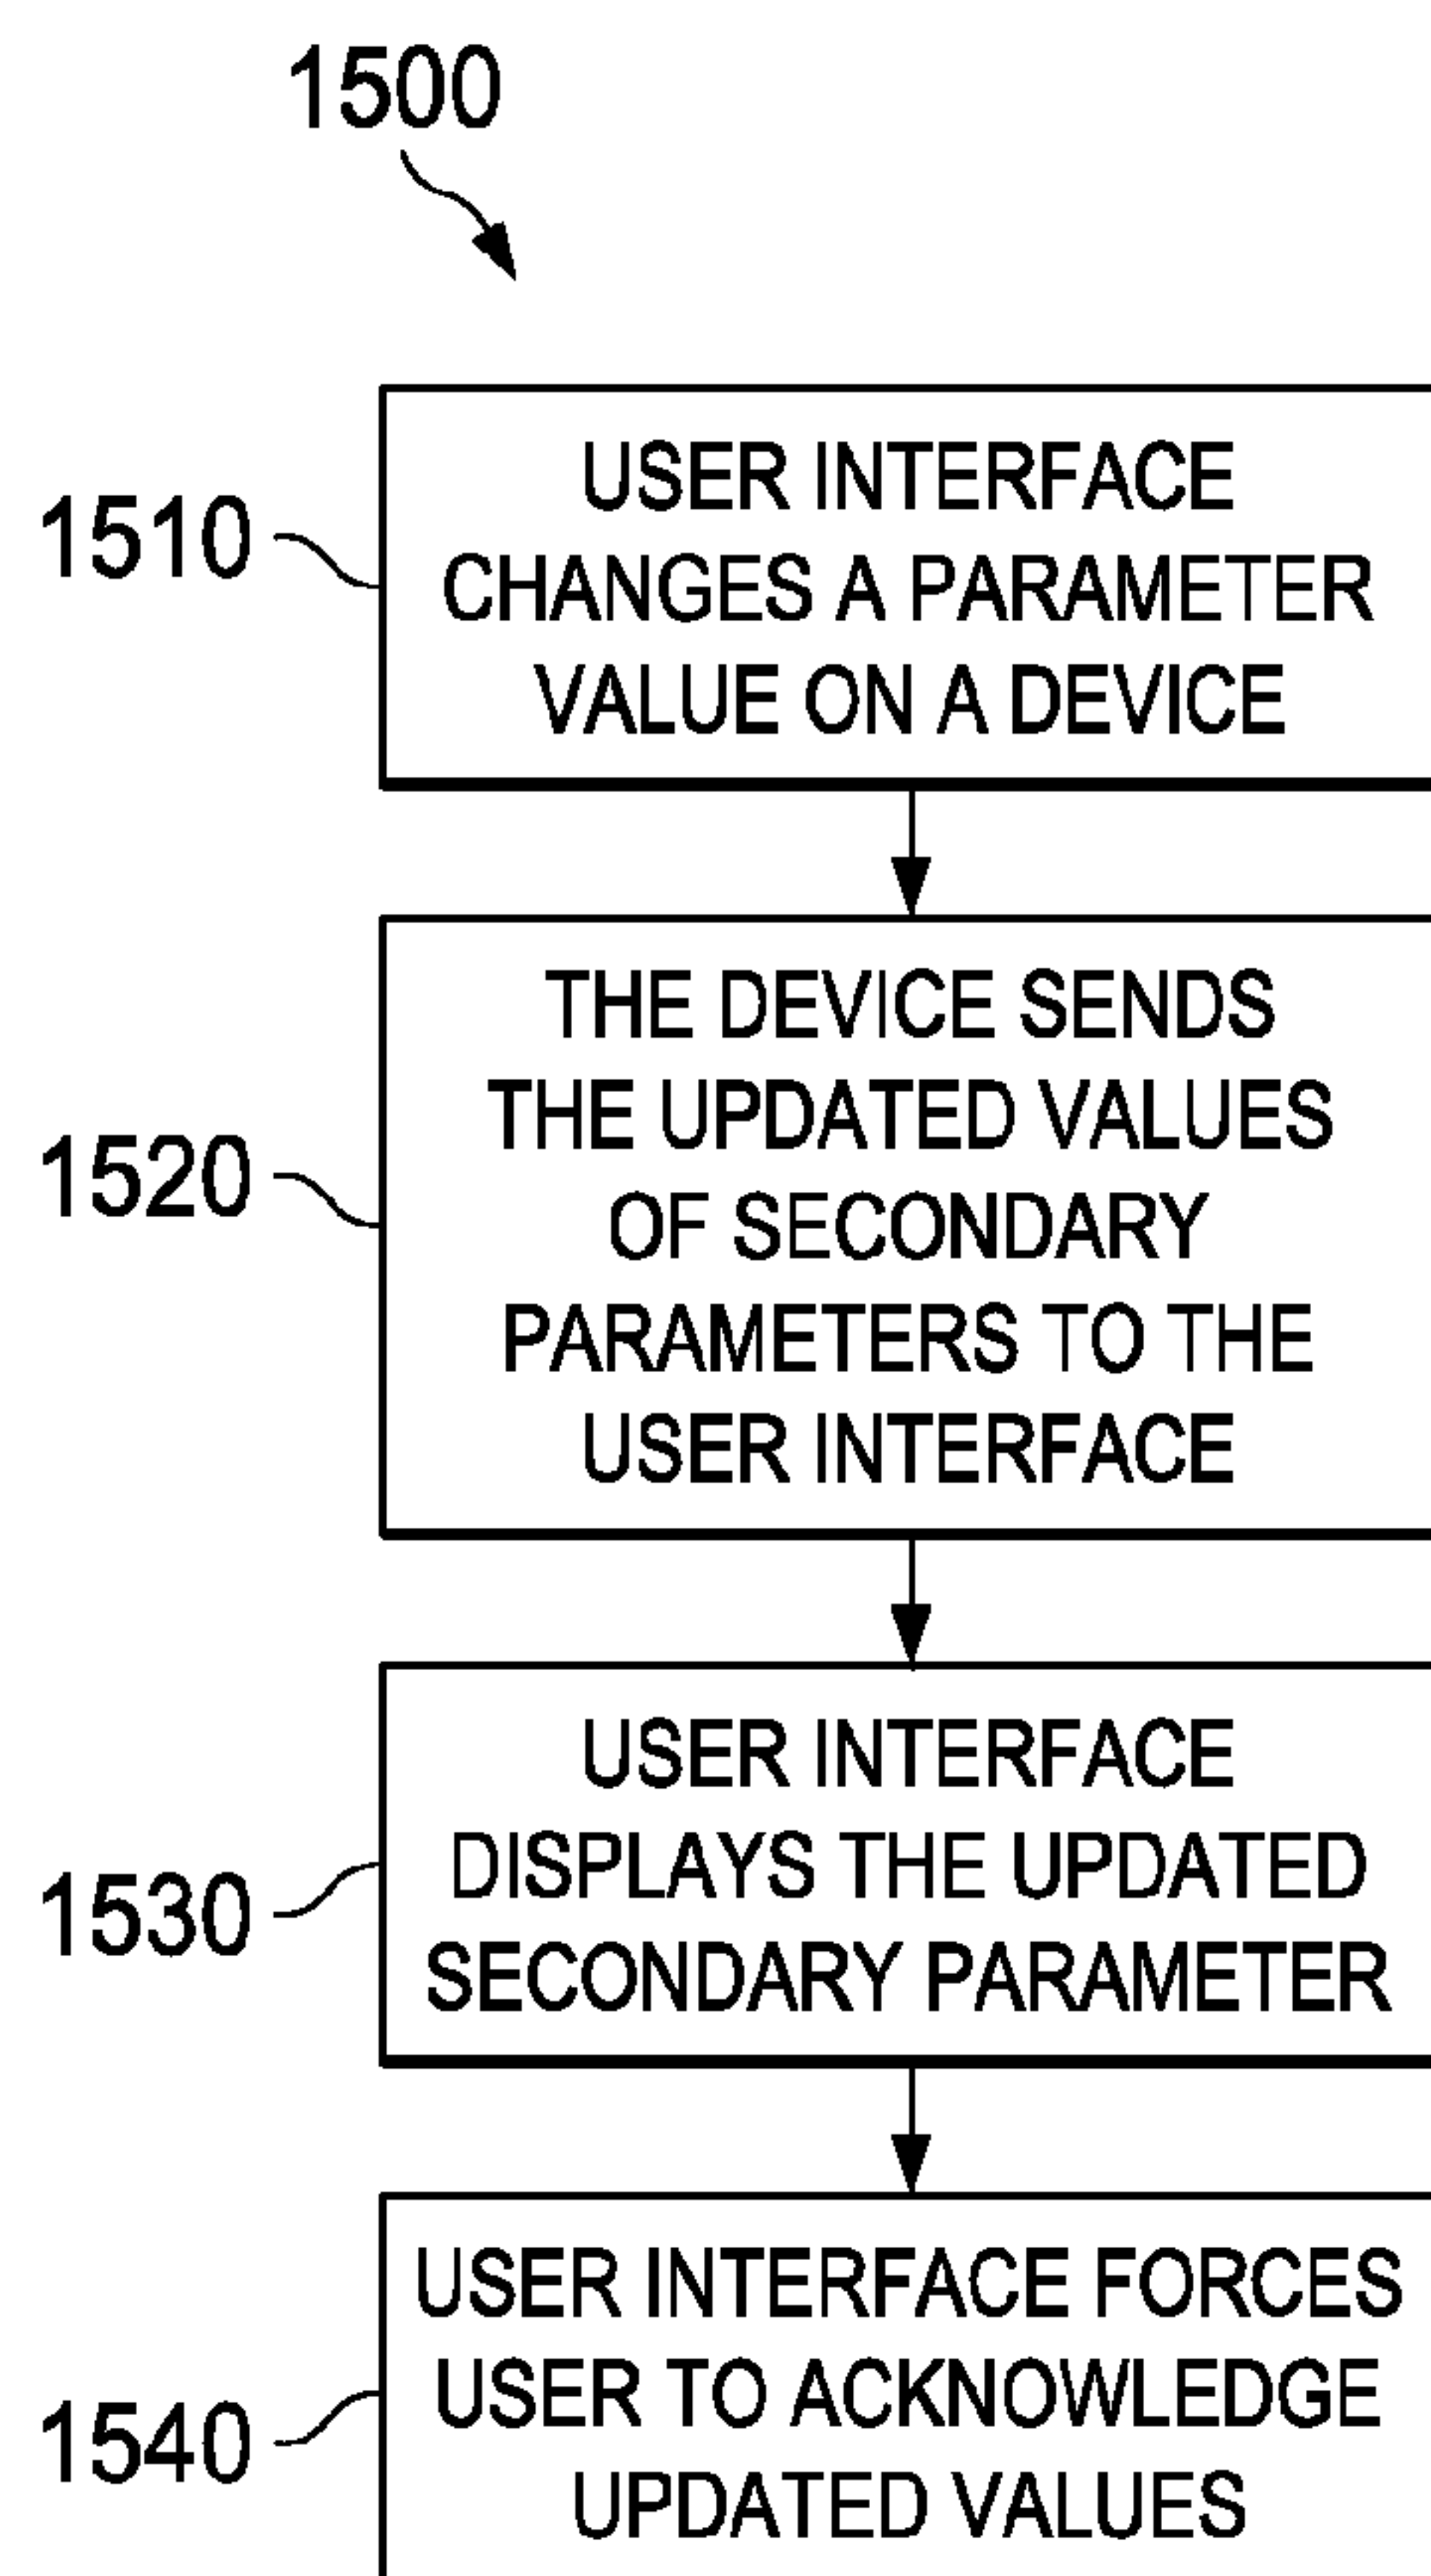 1500
1510
USER INTERFACE
CHANGES A PARAMETER
VALUE ON A DEVICE
1520
THE DEVICE SENDS
THE UPDATED VALUES
OF SECONDARY
PARAMETERS TO THE
USER INTERFACE
1530
USER INTERFACE
DISPLAYS THE UPDATED
SECONDARY PARAMETER
1540
USER INTERFACE FORCES
USER TO ACKNOWLEDGE
UPDATED VALUES